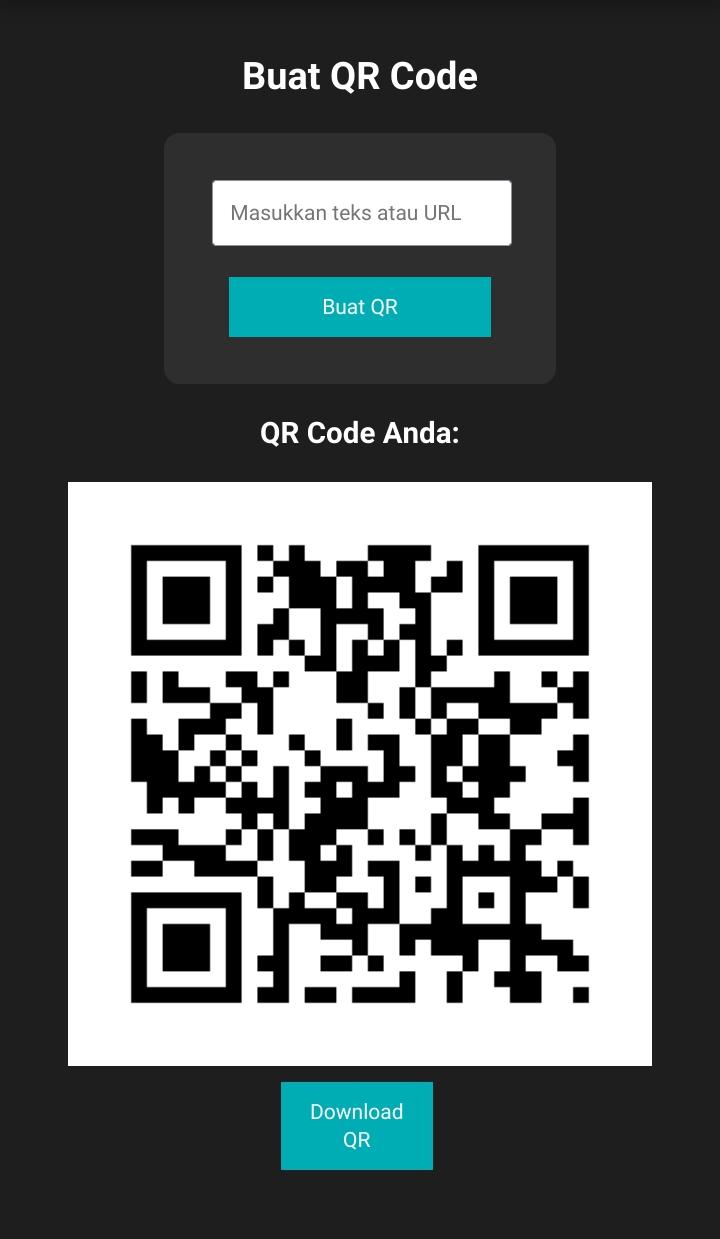 Buat QR Code
Masukkan teks atau URL
Buat QR
QR Code Anda:
Download
QR